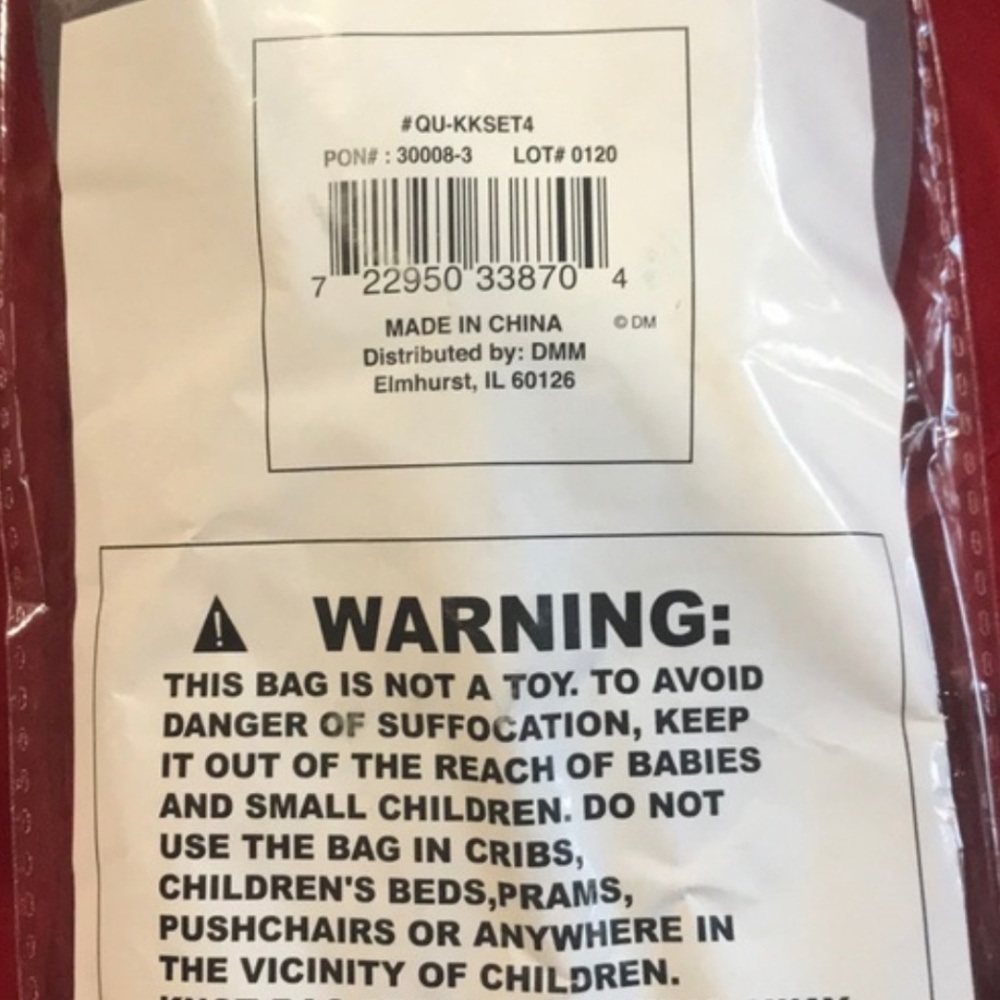 #QU-KKSET4
PON# : 30008-3 LOT# 0120
7 22950 33870 4
MADE IN CHINA © DM
Distributed by: DMM
Elmhurst, IL 60126
WARNING:
THIS BAG IS NOT A TOY. TO AVOID
DANGER OF SUFFOCATION, KEEP
IT OUT OF THE REACH OF BABIES
AND SMALL CHILDREN. DO NOT
USE THE BAG IN CRIBS,
CHILDREN'S BEDS,PRAMS,
PUSHCHAIRS OR ANYWHERE IN
THE VICINITY OF CHILDREN.